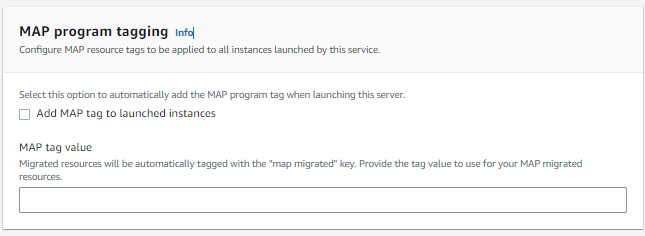 MAP program tagging Info
Configure MAP resource tags to be applied to all instances launched by this service.
Select this option to automatically add the MAP program tag when launching this server.
Add MAP tag to launched instances
MAP tag value
Migrated resources will be automatically tagged with the "map migrated" key. Provide the tag value to use for your MAP migrated
resources.